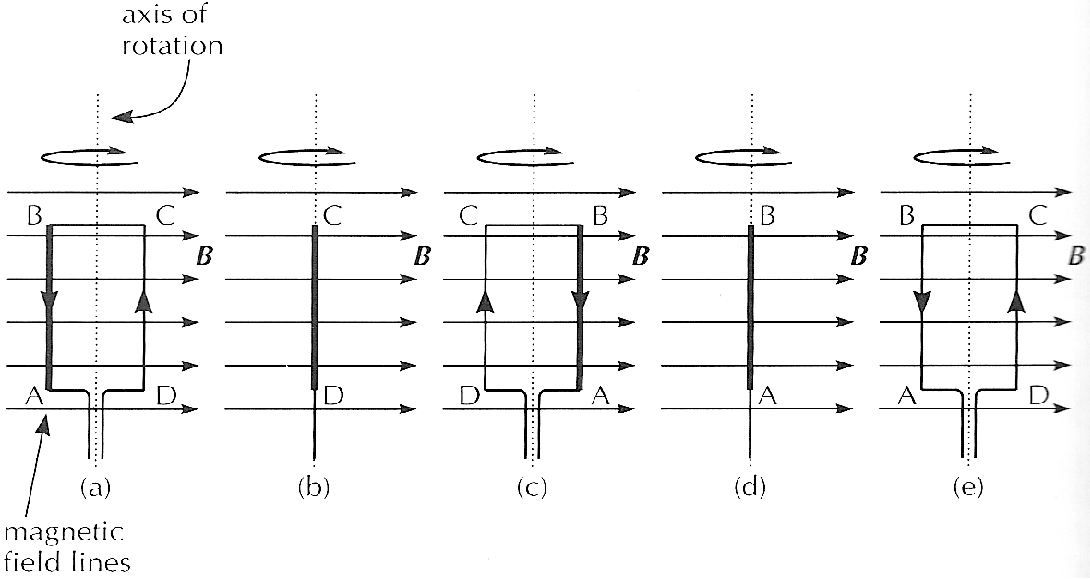 axis of
rotation
B C
B
A D
C
B
D
C B
B
D A
B
B
A
B C
B
A D
(a) (b) (c) (d) (e)
magnetic
field lines